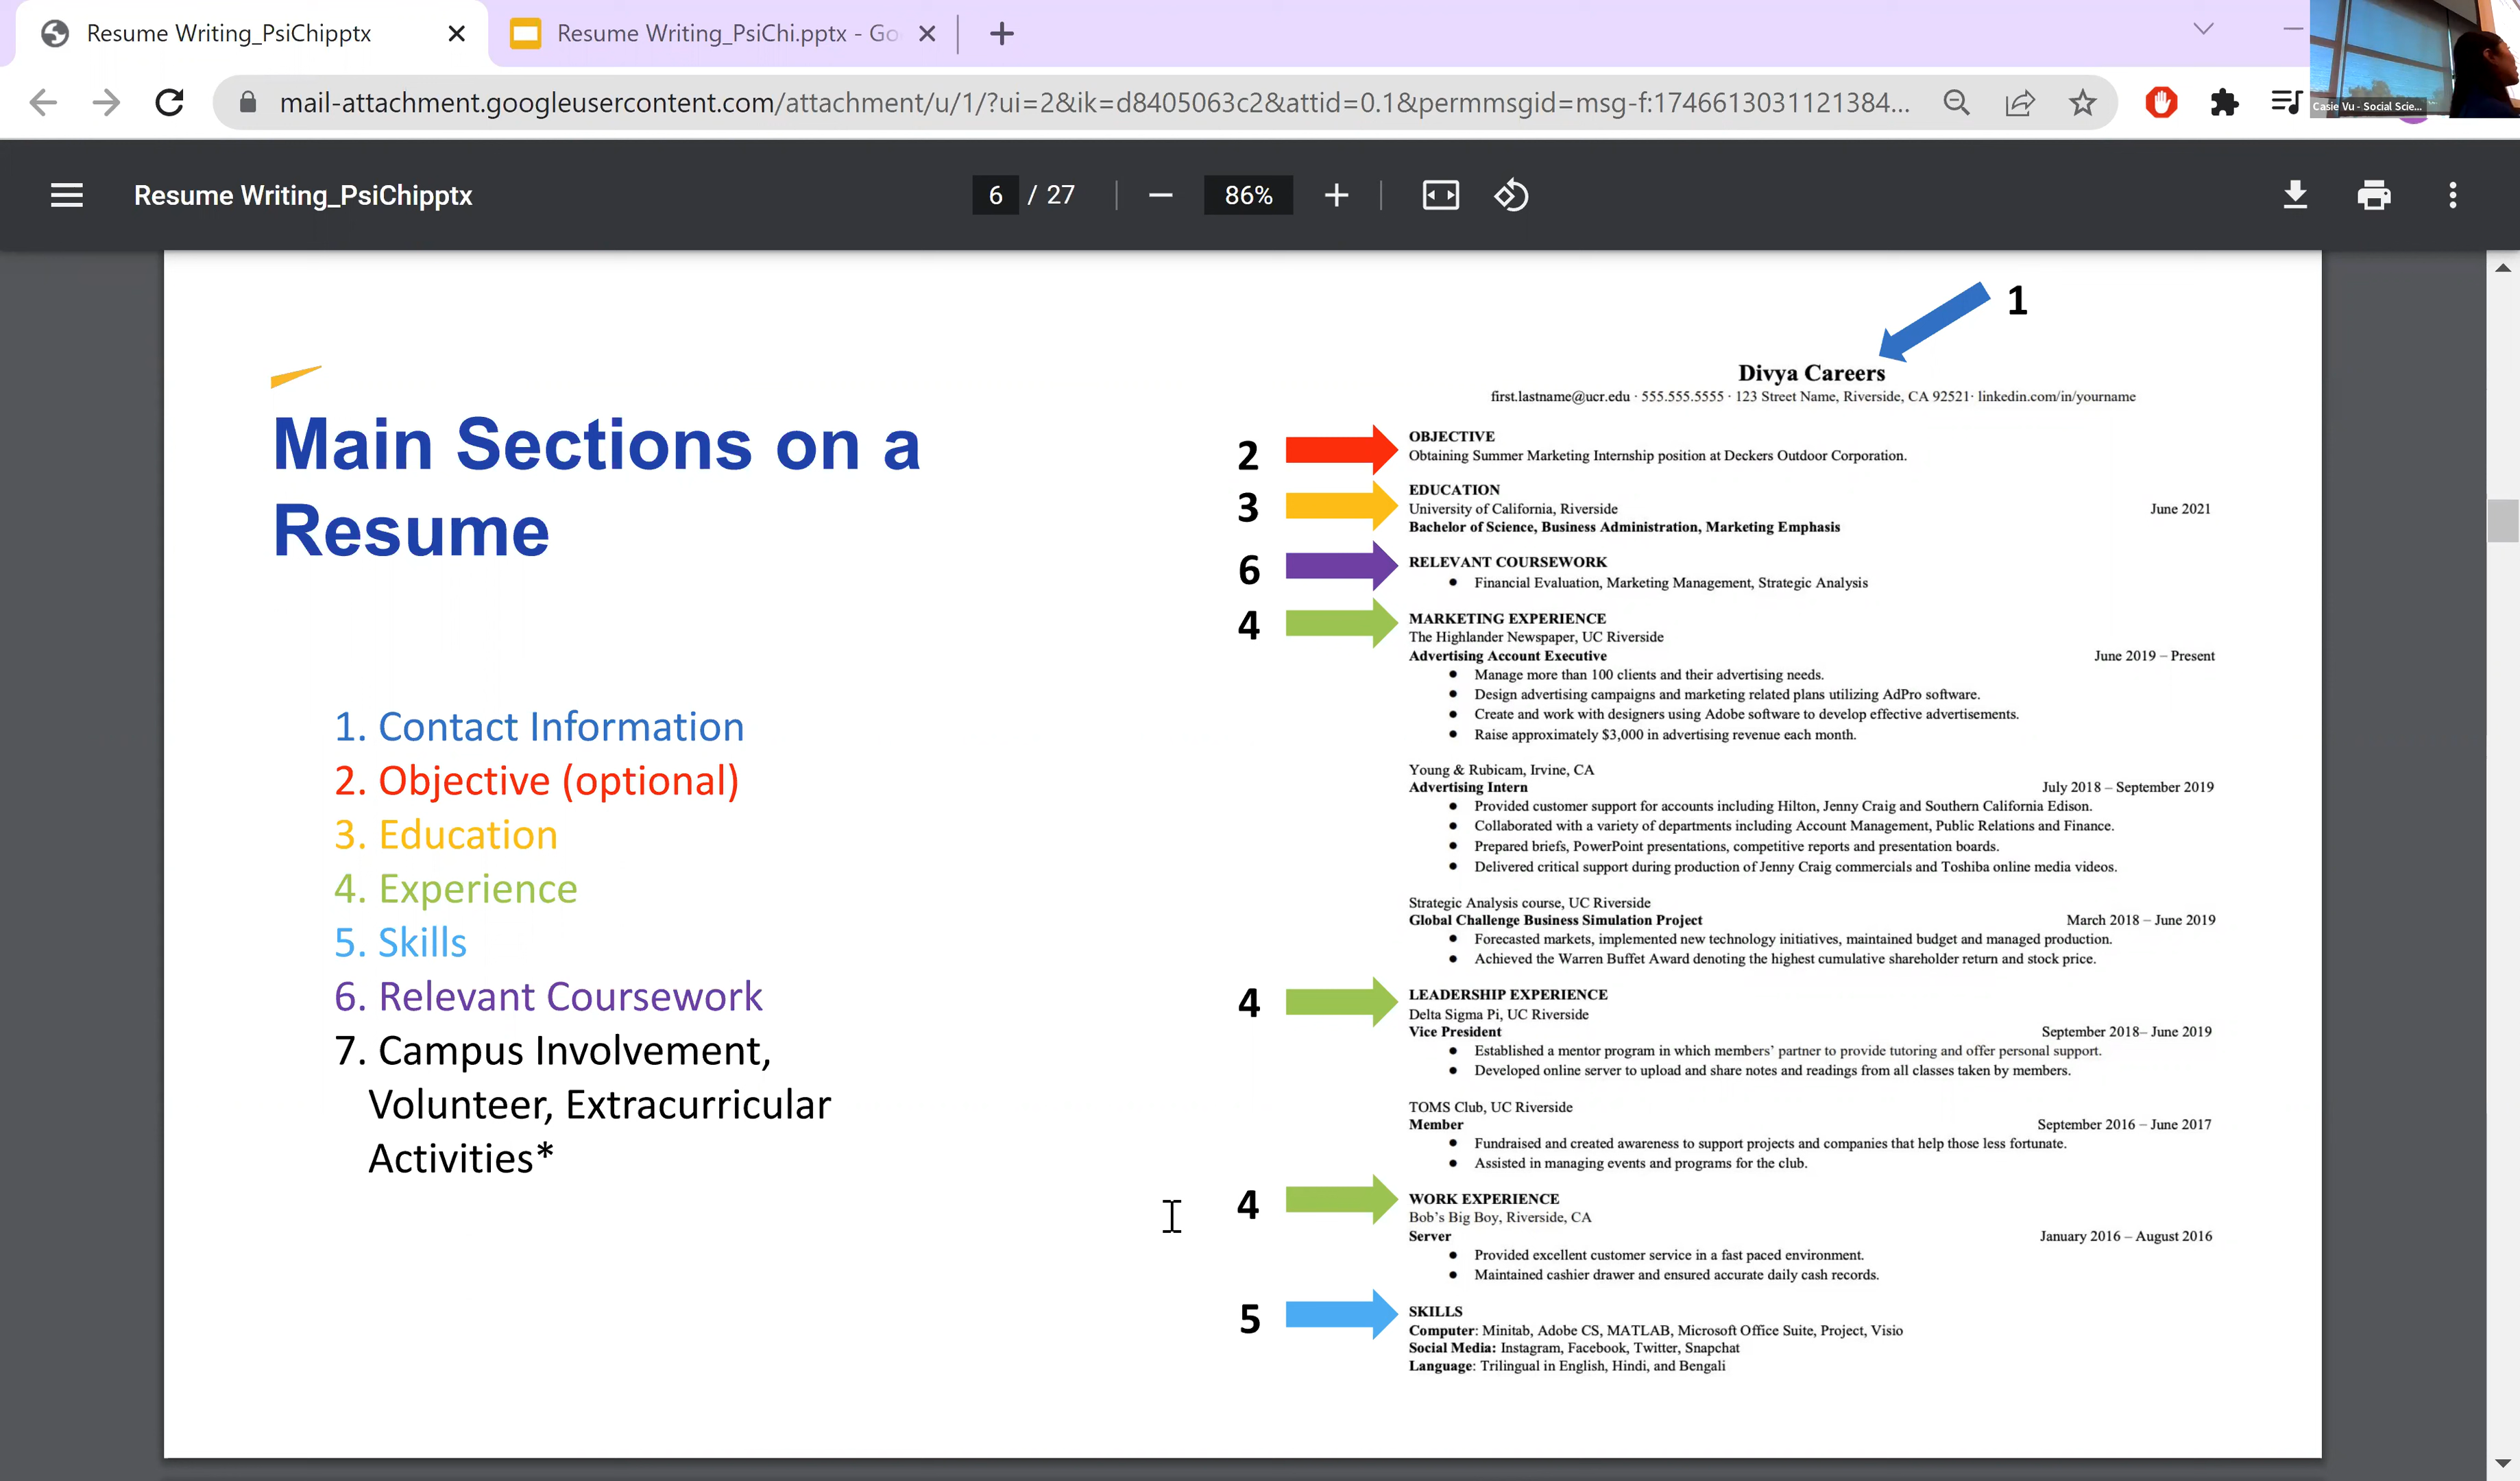 Resume Writing_PsiChipptx
Resume Writing_PsiChi.pptx - Go
mail-attachment.googleusercontent.com/attachment/u/1/?ui=2&ik=d8405063c2&attid=0.1&permmsgid=msg-f:1746613031121384...
Casie Vu - Social Scie...
Resume Writing_PsiChipptx
6 / 27
86%
Main Sections on a
Resume
1. Contact Information
2. Objective (optional)
3. Education
4. Experience
5. Skills
6. Relevant Coursework
7. Campus Involvement,
Volunteer, Extracurricular
Activities*
1
Divya Careers
first.lastname@ucr.edu · 555.555.5555 · 123 Street Name, Riverside, CA 92521· linkedin.com/in/yourname
2
OBJECTIVE
Obtaining Summer Marketing Internship position at Deckers Outdoor Corporation.
3
EDUCATION
University of California, Riverside June 2021
Bachelor of Science, Business Administration, Marketing Emphasis
6
RELEVANT COURSEWORK
● Financial Evaluation, Marketing Management, Strategic Analysis
4
MARKETING EXPERIENCE
The Highlander Newspaper, UC Riverside
Advertising Account Executive June 2019 – Present
● Manage more than 100 clients and their advertising needs.
● Design advertising campaigns and marketing related plans utilizing AdPro software.
● Create and work with designers using Adobe software to develop effective advertisements.
● Raise approximately $3,000 in advertising revenue each month.
Young & Rubicam, Irvine, CA
Advertising Intern July 2018 – September 2019
● Provided customer support for accounts including Hilton, Jenny Craig and Southern California Edison.
● Collaborated with a variety of departments including Account Management, Public Relations and Finance.
● Prepared briefs, PowerPoint presentations, competitive reports and presentation boards.
● Delivered critical support during production of Jenny Craig commercials and Toshiba online media videos.
Strategic Analysis course, UC Riverside
Global Challenge Business Simulation Project March 2018 – June 2019
● Forecasted markets, implemented new technology initiatives, maintained budget and managed production.
● Achieved the Warren Buffet Award denoting the highest cumulative shareholder return and stock price.
4
LEADERSHIP EXPERIENCE
Delta Sigma Pi, UC Riverside
Vice President September 2018– June 2019
● Established a mentor program in which members’ partner to provide tutoring and offer personal support.
● Developed online server to upload and share notes and readings from all classes taken by members.
TOMS Club, UC Riverside
Member September 2016 – June 2017
● Fundraised and created awareness to support projects and companies that help those less fortunate.
● Assisted in managing events and programs for the club.
4
WORK EXPERIENCE
Bob’s Big Boy, Riverside, CA
Server January 2016 – August 2016
● Provided excellent customer service in a fast paced environment.
● Maintained cashier drawer and ensured accurate daily cash records.
5
SKILLS
Computer: Minitab, Adobe CS, MATLAB, Microsoft Office Suite, Project, Visio
Social Media: Instagram, Facebook, Twitter, Snapchat
Language: Trilingual in English, Hindi, and Bengali